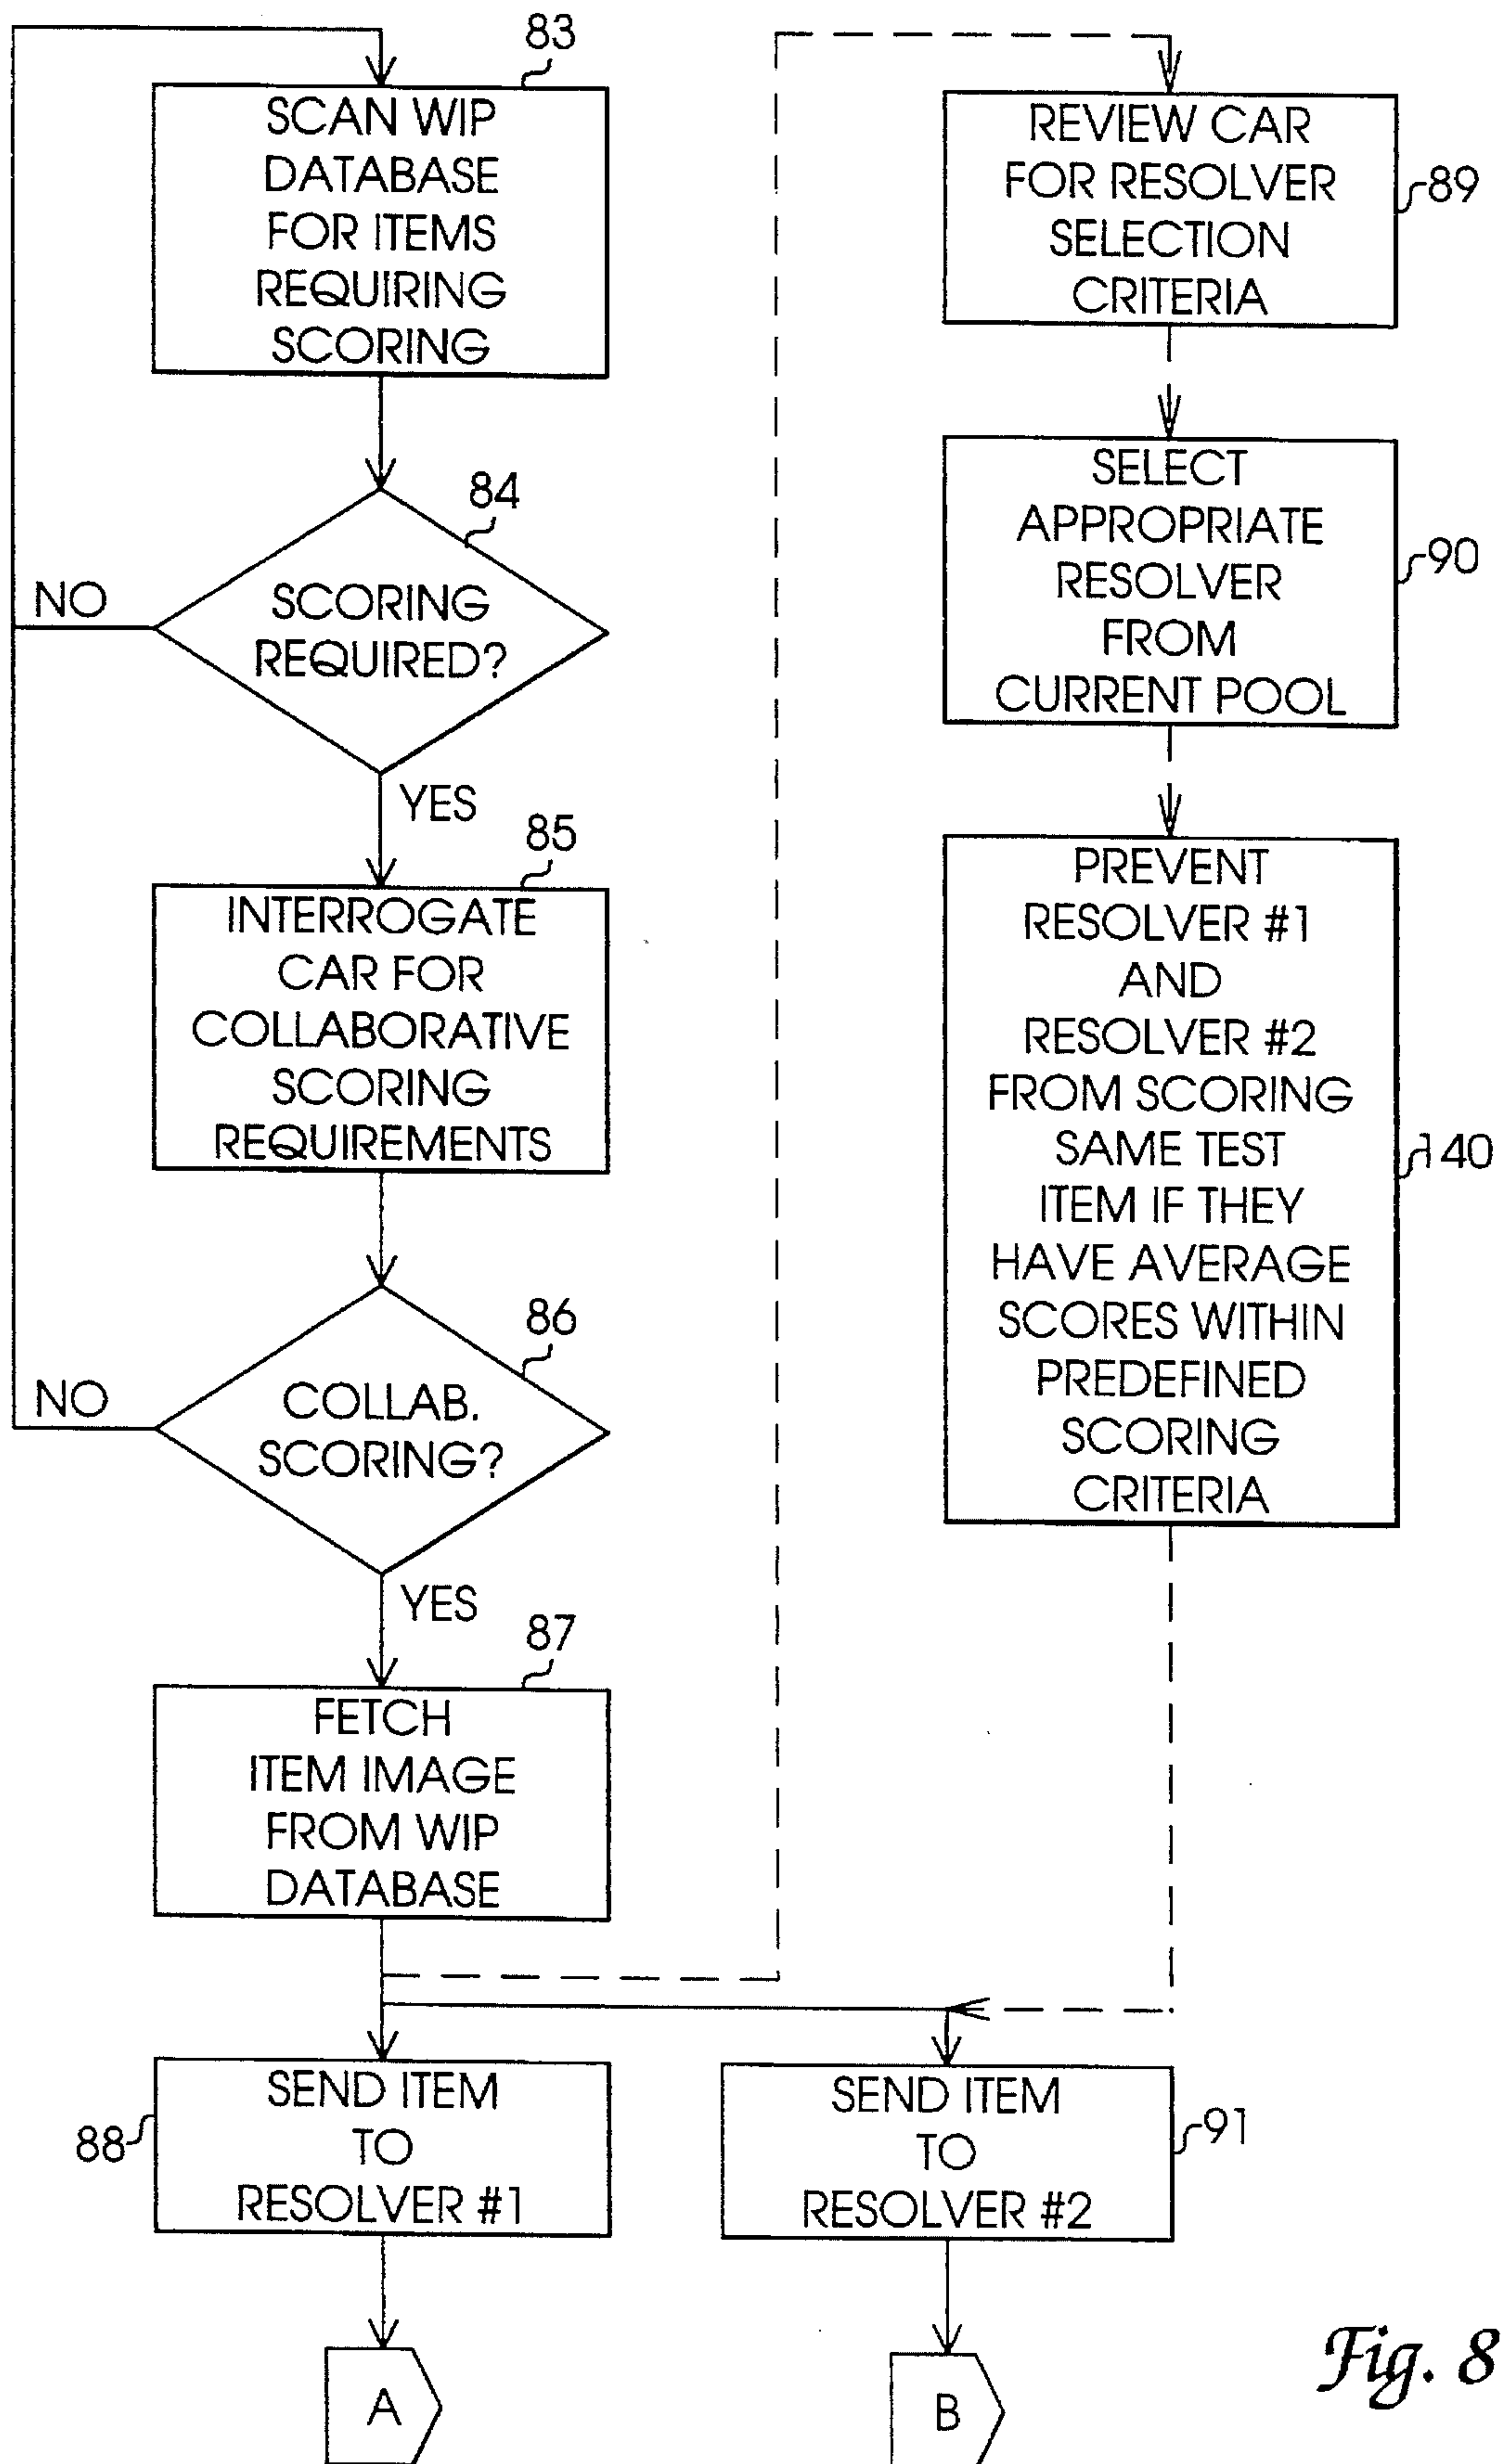 83
SCAN WIP
DATABASE
FOR ITEMS
REQUIRING
SCORING
84
NO
SCORING
REQUIRED?
YES
85
INTERROGATE
CAR FOR
COLLABORATIVE
SCORING
REQUIREMENTS
86
NO
COLLAB.
SCORING?
YES
87
FETCH
ITEM IMAGE
FROM WIP
DATABASE
88
SEND ITEM
TO
RESOLVER #1
A
REVIEW CAR
FOR RESOLVER
SELECTION
CRITERIA
89
SELECT
APPROPRIATE
RESOLVER
FROM
CURRENT POOL
90
PREVENT
RESOLVER #1
AND
RESOLVER #2
FROM SCORING
SAME TEST
ITEM IF THEY
HAVE AVERAGE
SCORES WITHIN
PREDEFINED
SCORING
CRITERIA
140
SEND ITEM
TO
RESOLVER #2
91
B
Fig. 8